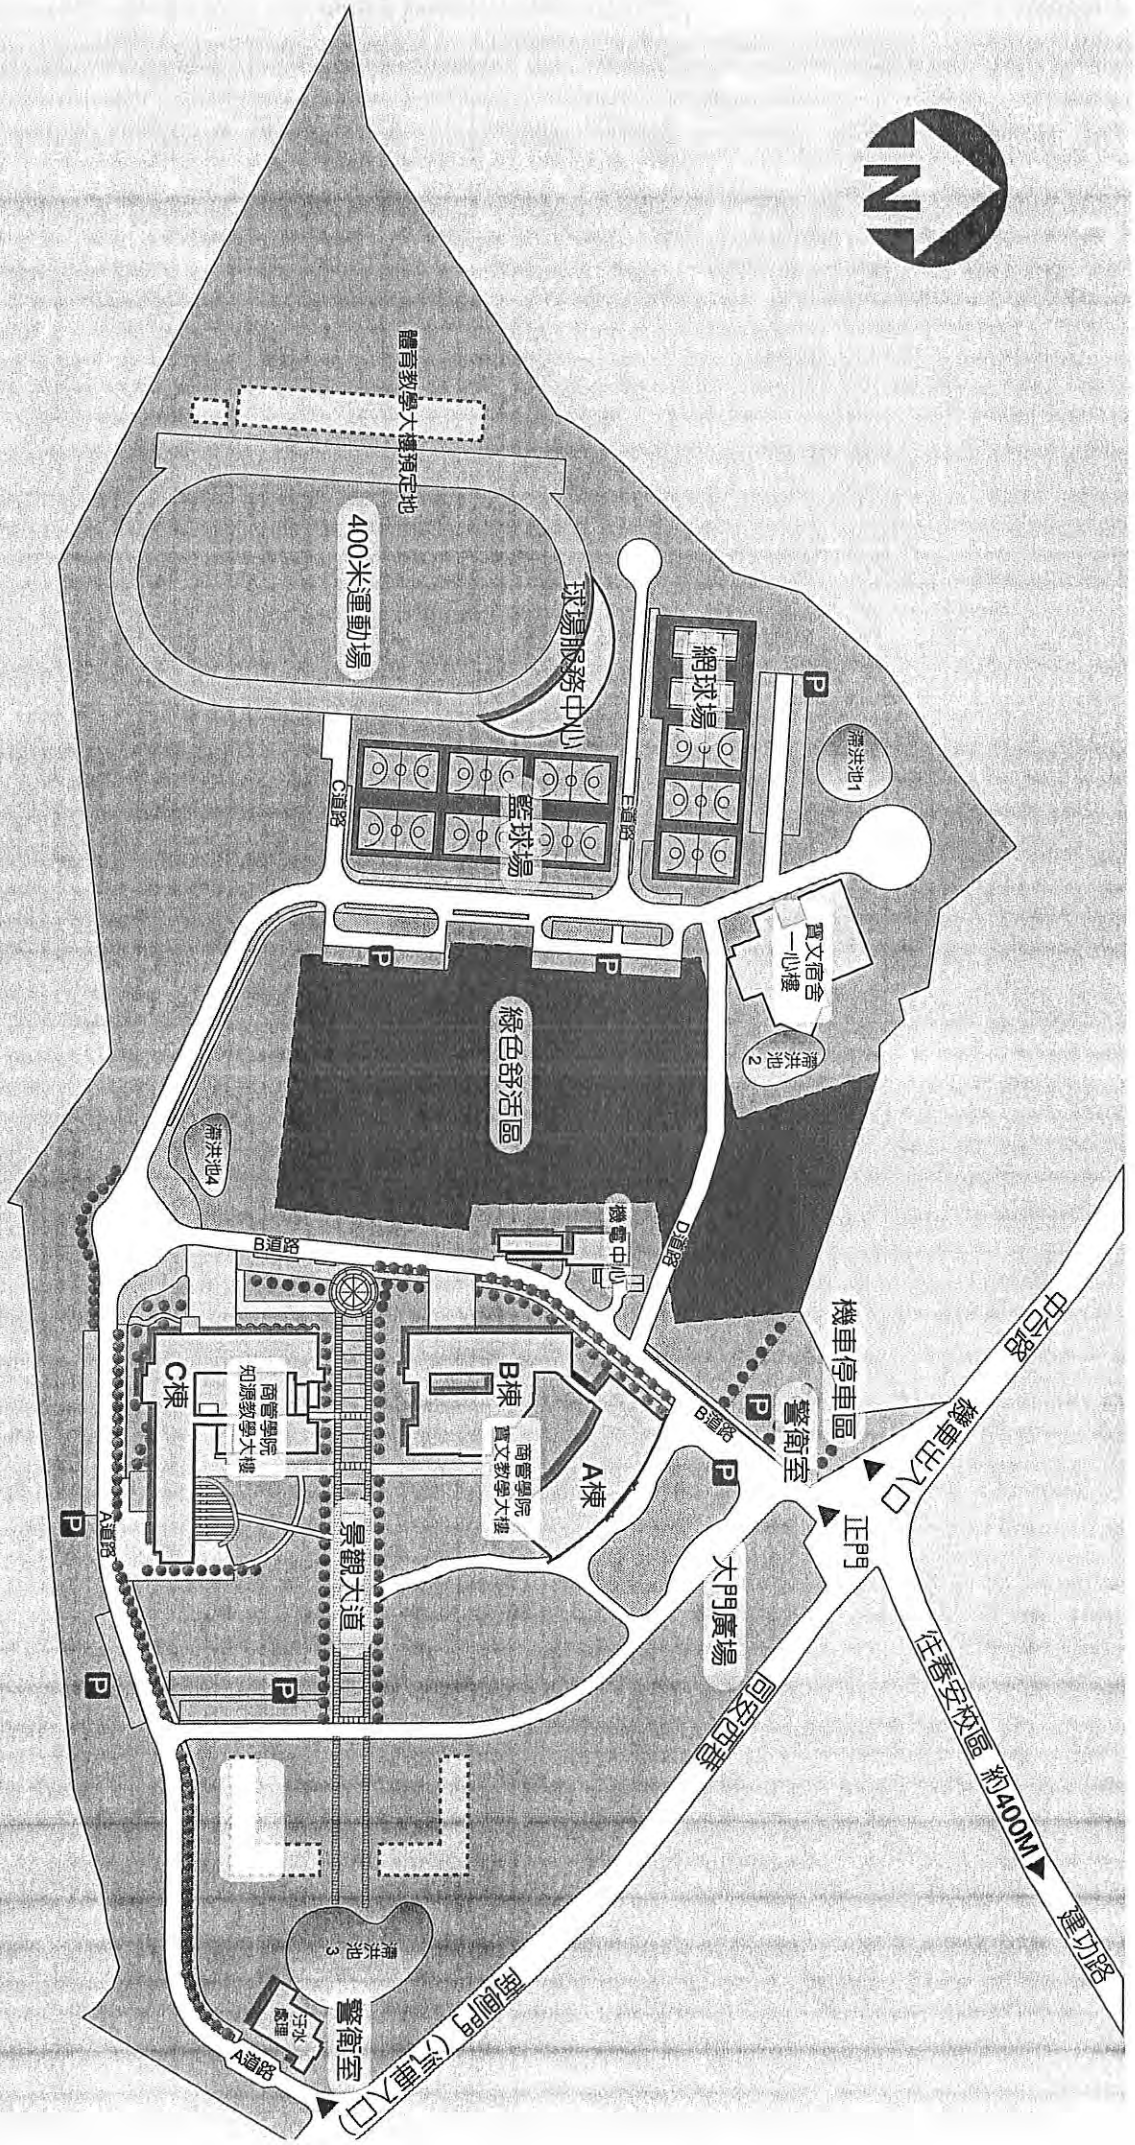 N
體育教學大樓預定地
400米運動場
球場服務中心
網球場
P
滯洪池1
C道路
籃球場
E道路
寶文宿舍
一心樓
滯洪池2
P
P
綠色舒活區
滯洪池4
機電中心
D道路
B道路
機車停車區
中台路
機車出入口
警衛室
P
B道路
P
正門
C棟
商管學院
知源教學大樓
B棟
商管學院
寶文教學大樓
A棟
大門廣場
景觀大道
P
A道路
P
P
同安西巷
往春安校區 約400M
建功路
滯洪池3
汙水
處理
警衛室
南側門(汽車入口)
A道路